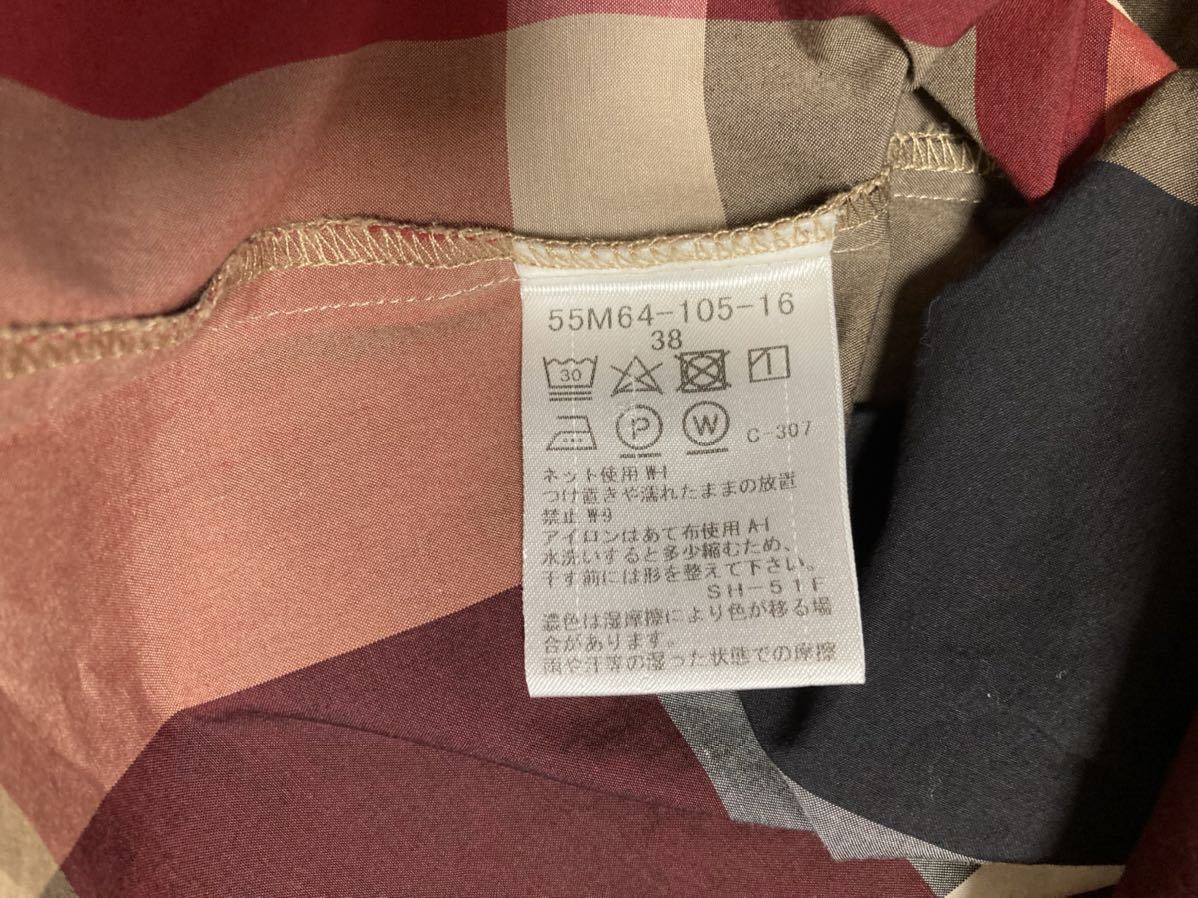 55M64-105-16
38
30
P W C-307
ネット使用 W-1
つけ置きや濡れたままの放置
禁止 W-9
アイロンはあて布使用 A-1
水洗いすると多少縮むため、
干す前には形を整えて下さい。
SH-51F
濃色は湿摩擦により色が移る場
合があります。
雨や汗等の湿った状態での摩擦